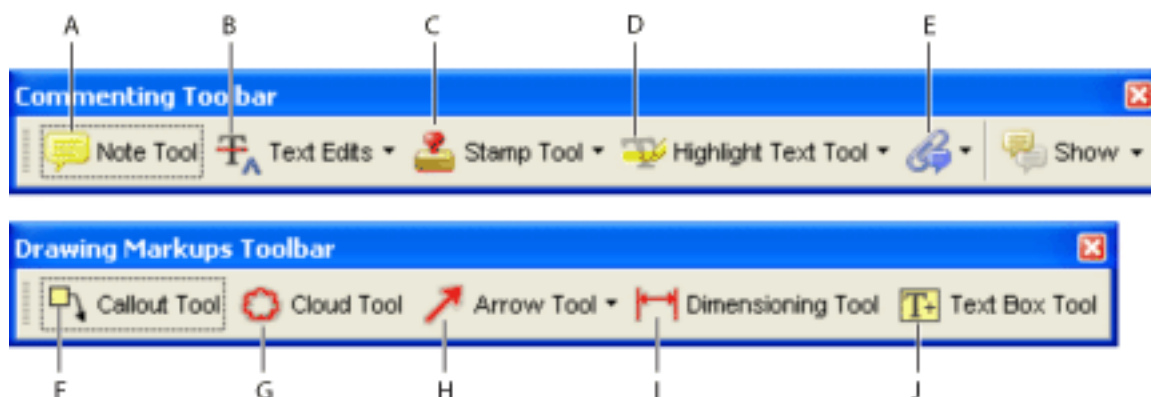 A B C D E
Commenting Toolbar
Note Tool Text Edits Stamp Tool Highlight Text Tool Show
Drawing Markups Toolbar
Callout Tool Cloud Tool Arrow Tool Dimensioning Tool Text Box Tool
F G H I J